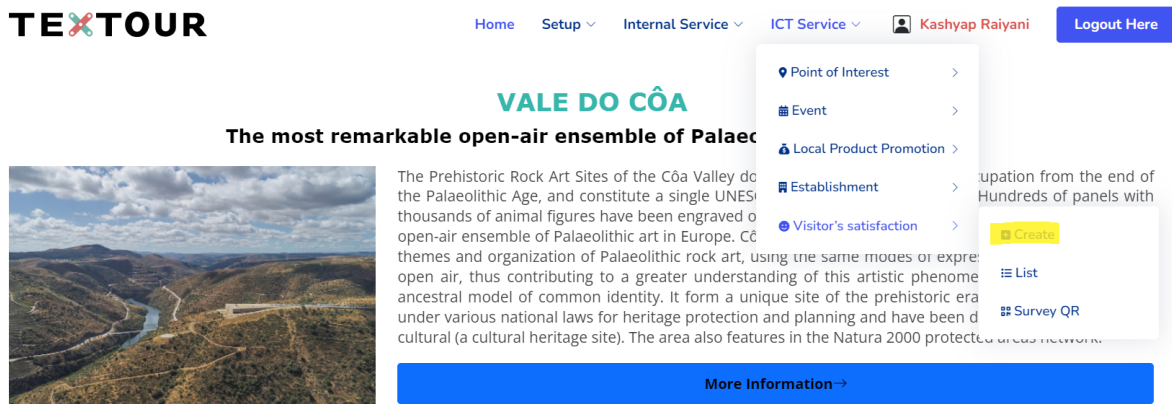 TEXTOUR
Home Setup Internal Service ICT Service Kashyap Raiyani Logout Here
Point of Interest
Event
Local Product Promotion
Establishment
Visitor's satisfaction
Create
List
Survey QR
VALE DO CÔA
The most remarkable open-air ensemble of Palaeo
The Prehistoric Rock Art Sites of the Côa Valley do upation from the end of
the Palaeolithic Age, and constitute a single UNES Hundreds of panels with
thousands of animal figures have been engraved o
open-air ensemble of Palaeolithic art in Europe. Cô
themes and organization of Palaeolithic rock art, using the same modes of expres
open air, thus contributing to a greater understanding of this artistic phenome
ancestral model of common identity. It form a unique site of the prehistoric era
under various national laws for heritage protection and planning and have been d
cultural (a cultural heritage site). The area also features in the Natura 2000 protected areas network.
More Information